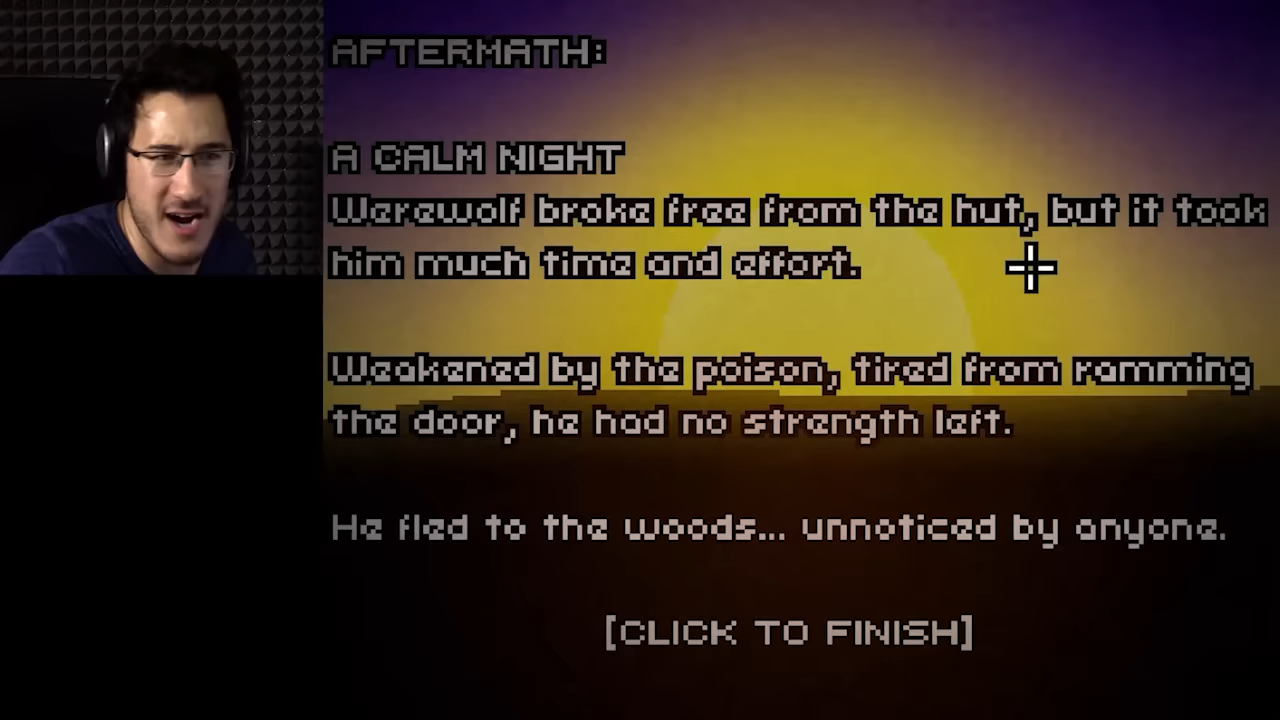 AFTERMATH:
A CALM NIGHT
Werewolf broke free from the hut, but it took
him much time and effort.
Weakened by the poison, tired from ramming
the door, he had no strength left.
He fled to the woods... unnoticed by anyone.
[CLICK TO FINISH]